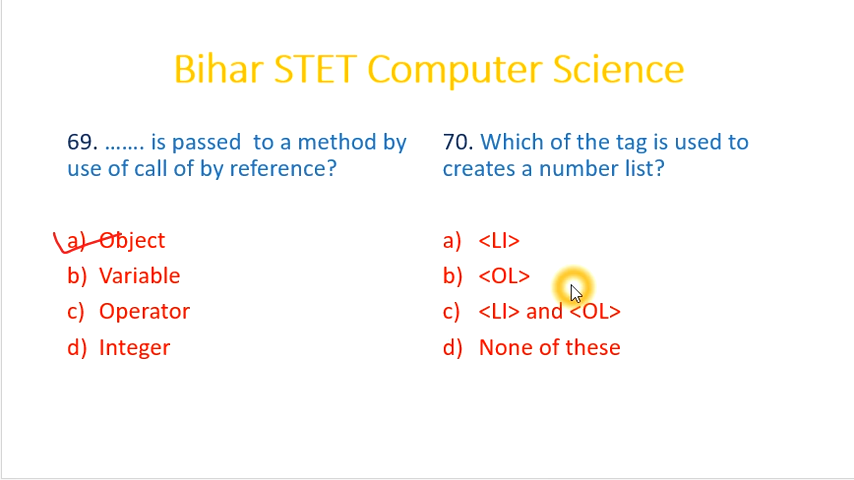 Bihar STET Computer Science
69. ....... is passed  to a method by
use of call of by reference?
a) Object
b) Variable
c) Operator
d) Integer
70. Which of the tag is used to
creates a number list?
a) <LI>
b) <OL>
c) <LI> and <OL>
d) None of these